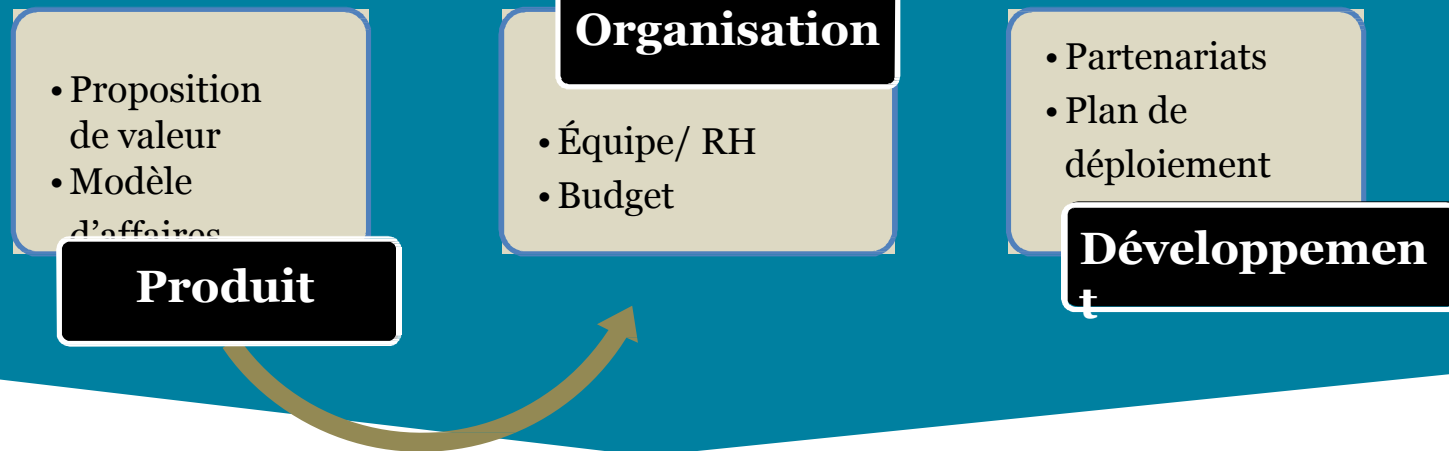 • Proposition
de valeur
• Modèle
d’affaires
Produit
Organisation
• Équipe/ RH
• Budget
• Partenariats
• Plan de
déploiement
Développemen
t